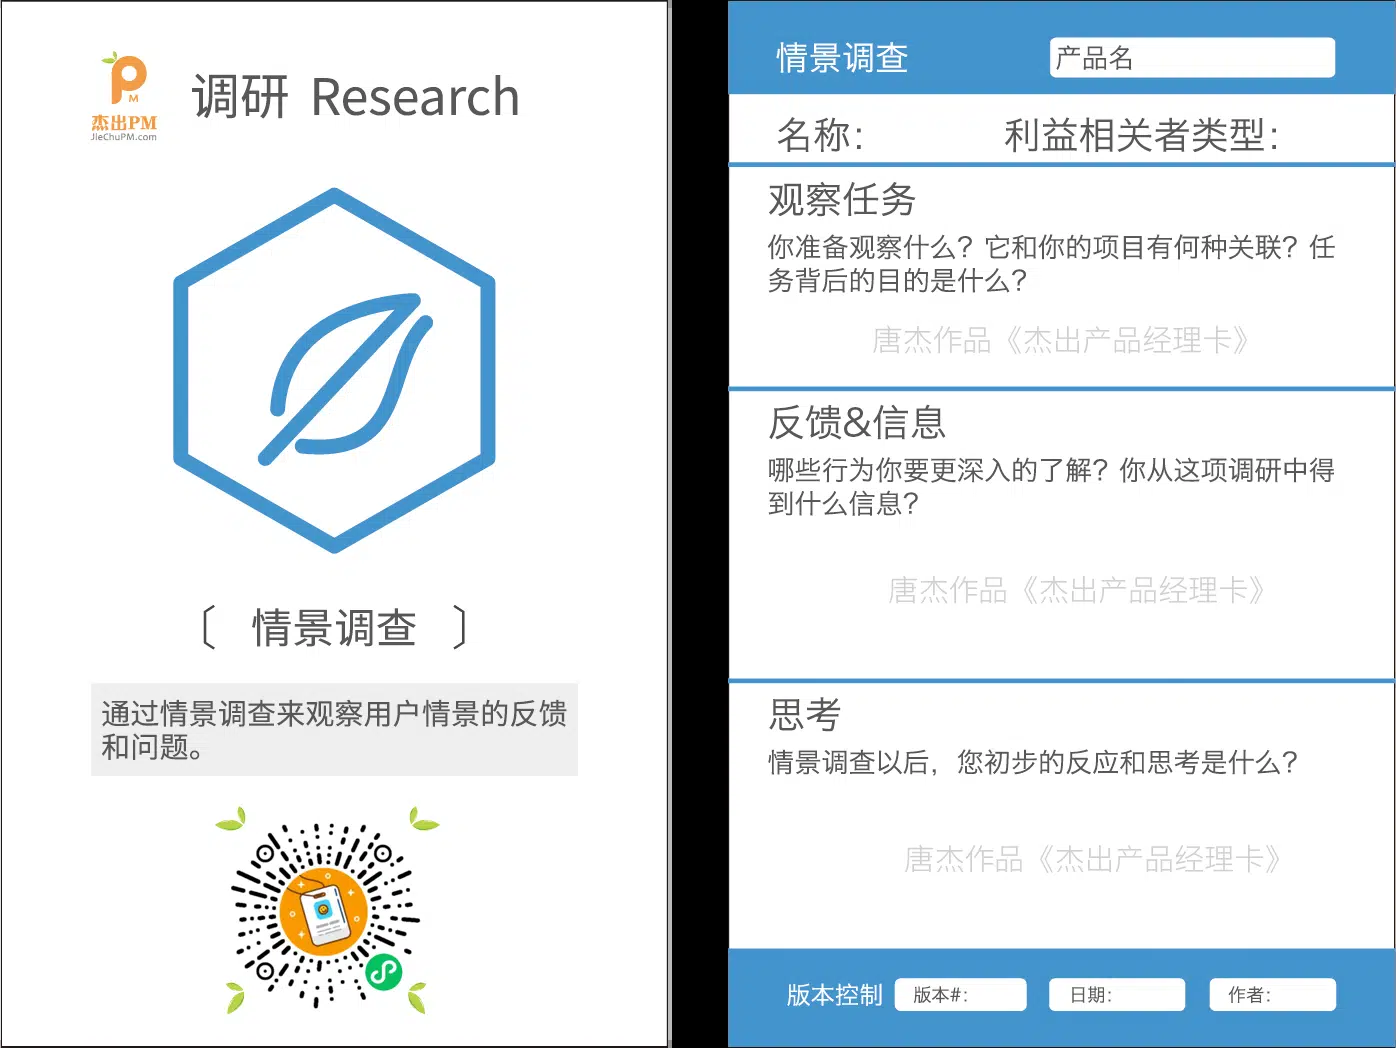 杰出PM
JieChuPM.com
调研 Research
〔 情景调查 〕
通过情景调查来观察用户情景的反馈
和问题。
情景调查
产品名
名称：
利益相关者类型：
观察任务
你准备观察什么？它和你的项目有何种关联？任
务背后的目的是什么？
唐杰作品《杰出产品经理卡》
反馈&信息
哪些行为你要更深入的了解？你从这项调研中得
到什么信息？
唐杰作品《杰出产品经理卡》
思考
情景调查以后，您初步的反应和思考是什么？
唐杰作品《杰出产品经理卡》
版本控制
版本#：
日期：
作者：